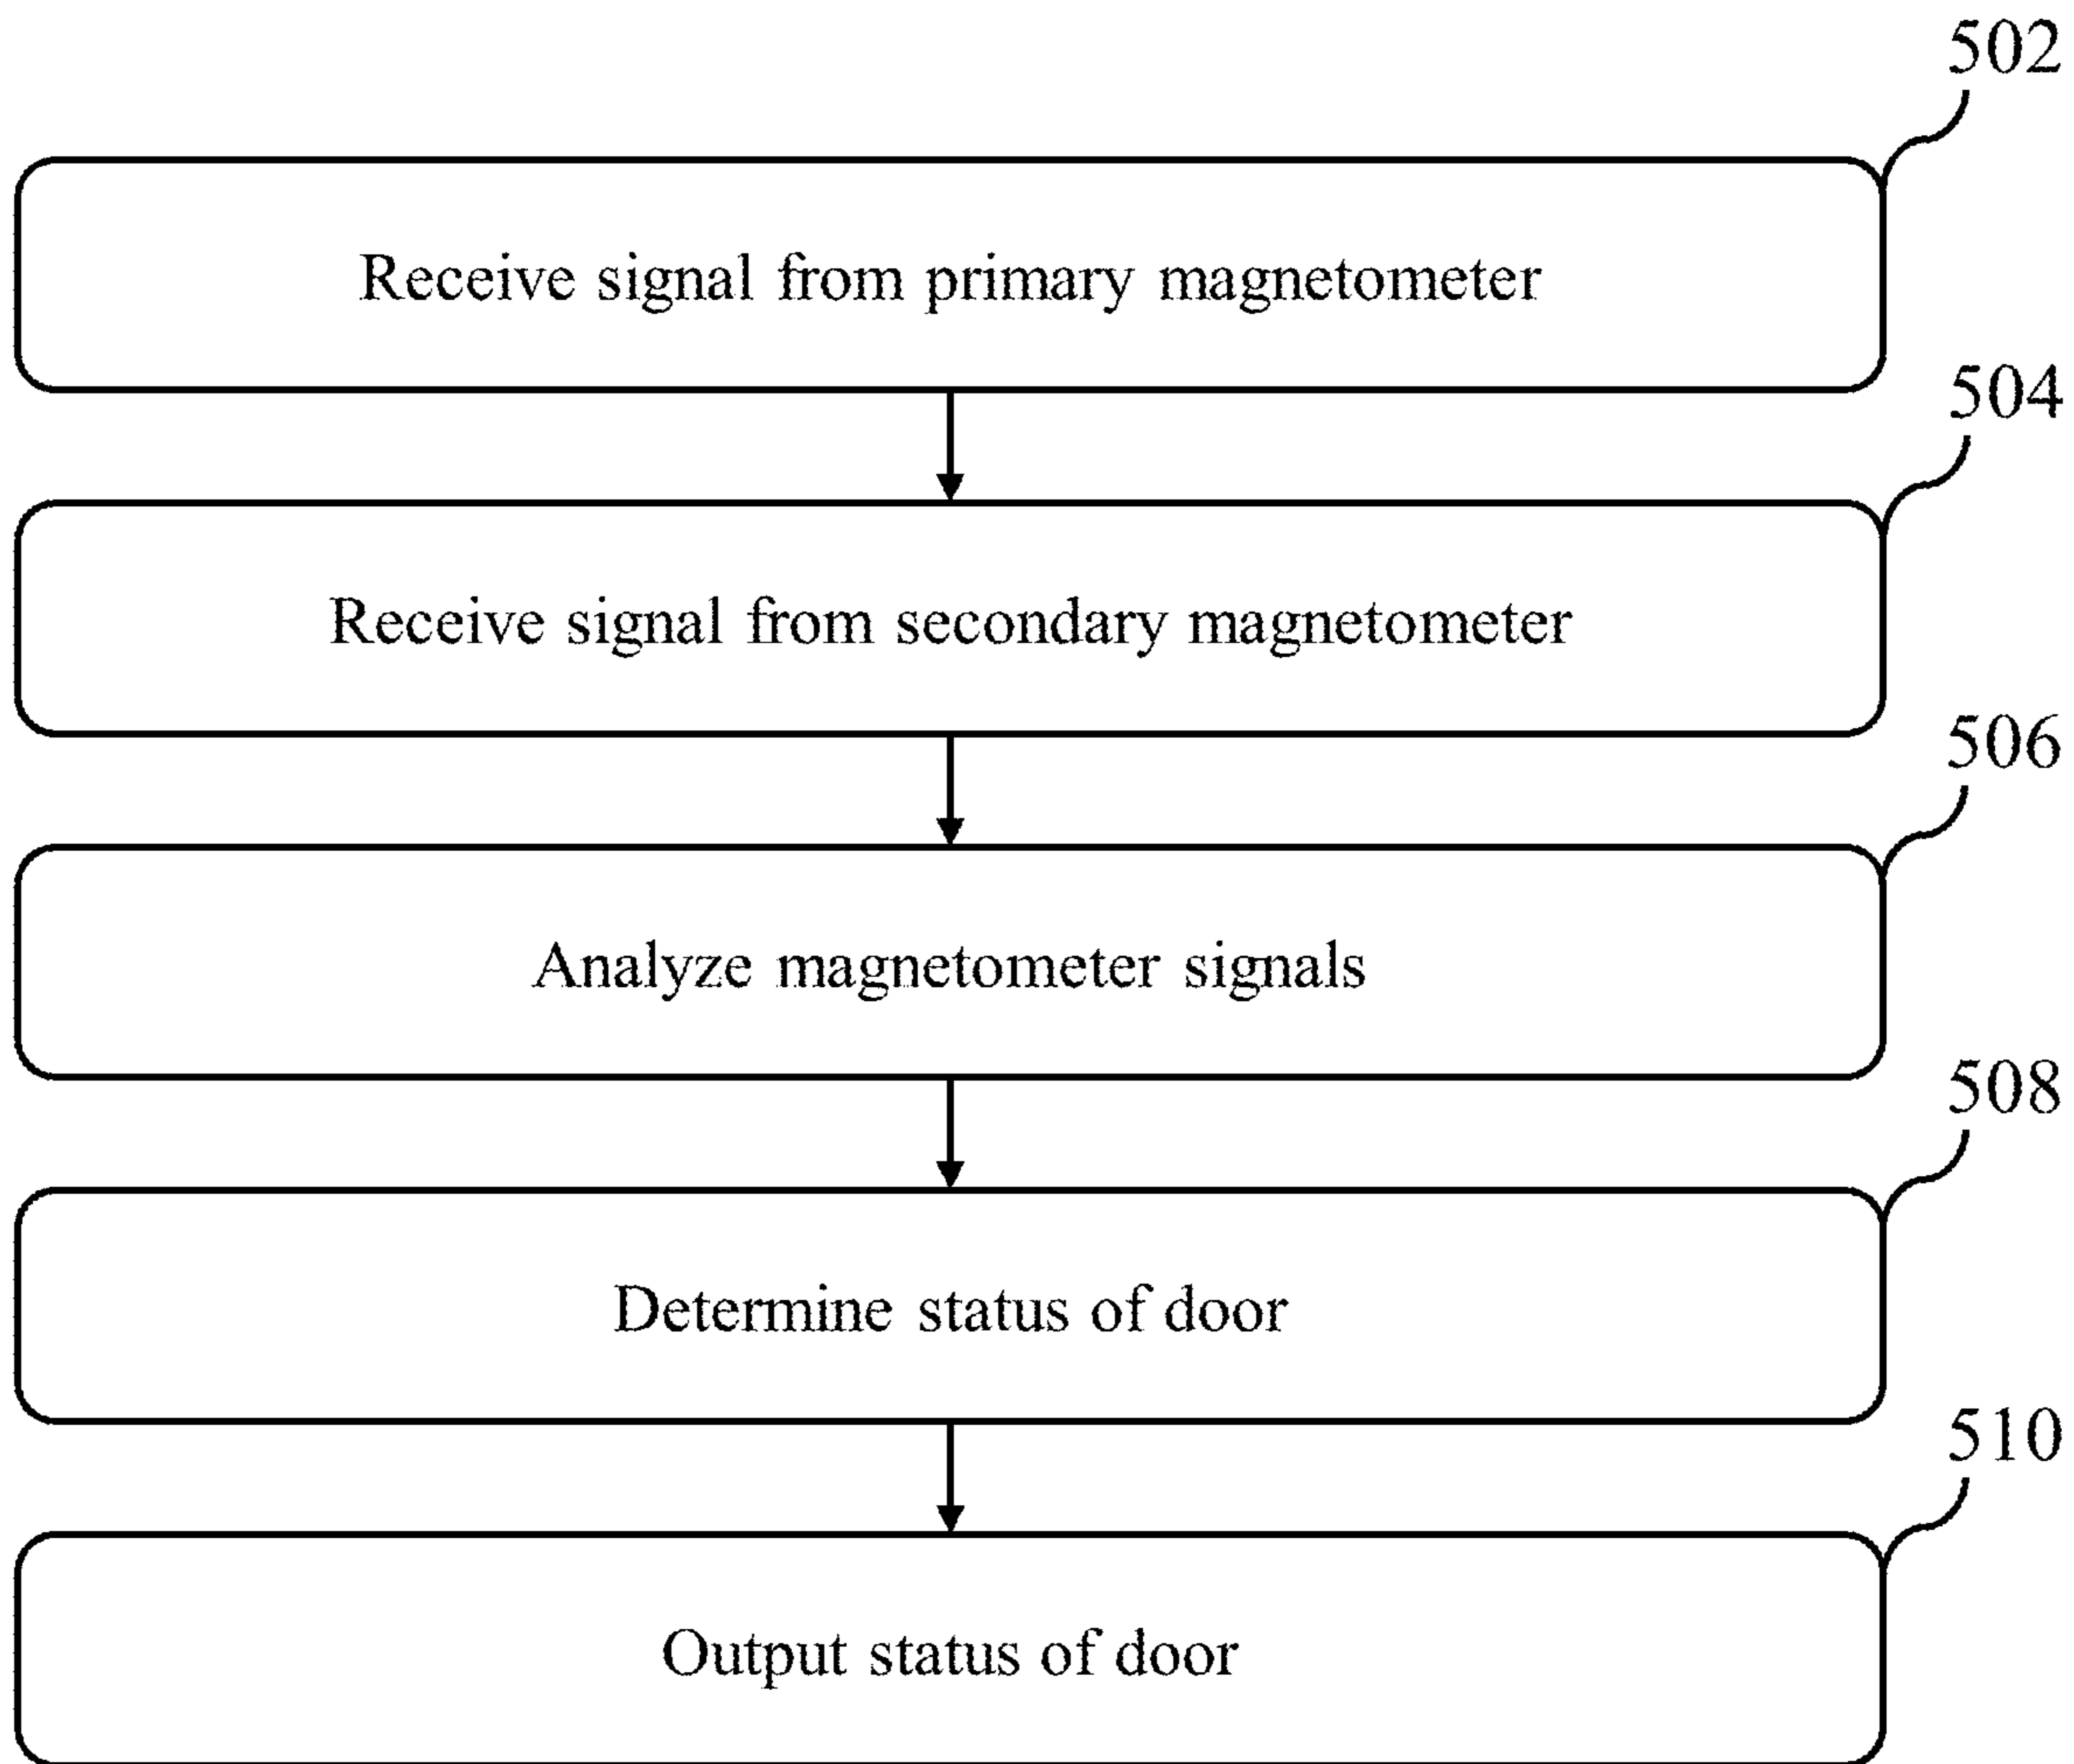 502
Receive signal from primary magnetometer
504
Receive signal from secondary magnetometer
506
Analyze magnetometer signals
508
Determine status of door
510
Output status of door